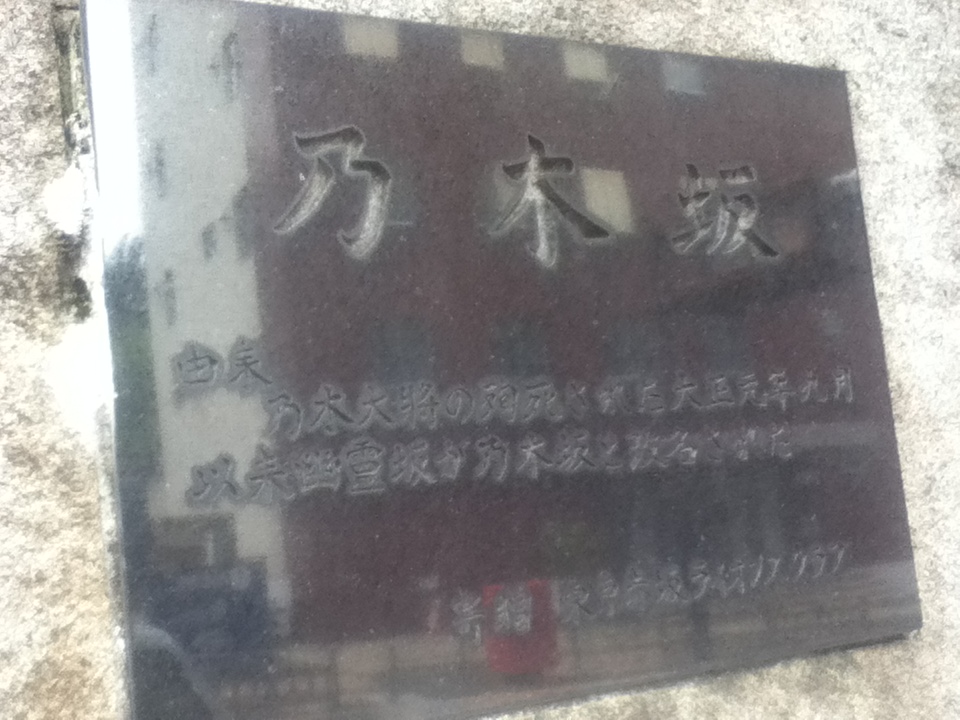 乃木坂
由来
乃木大将の殉死された大正元年九月
以来幽霊坂が乃木坂と改名された
寄贈 東京赤坂ライオンズクラブ